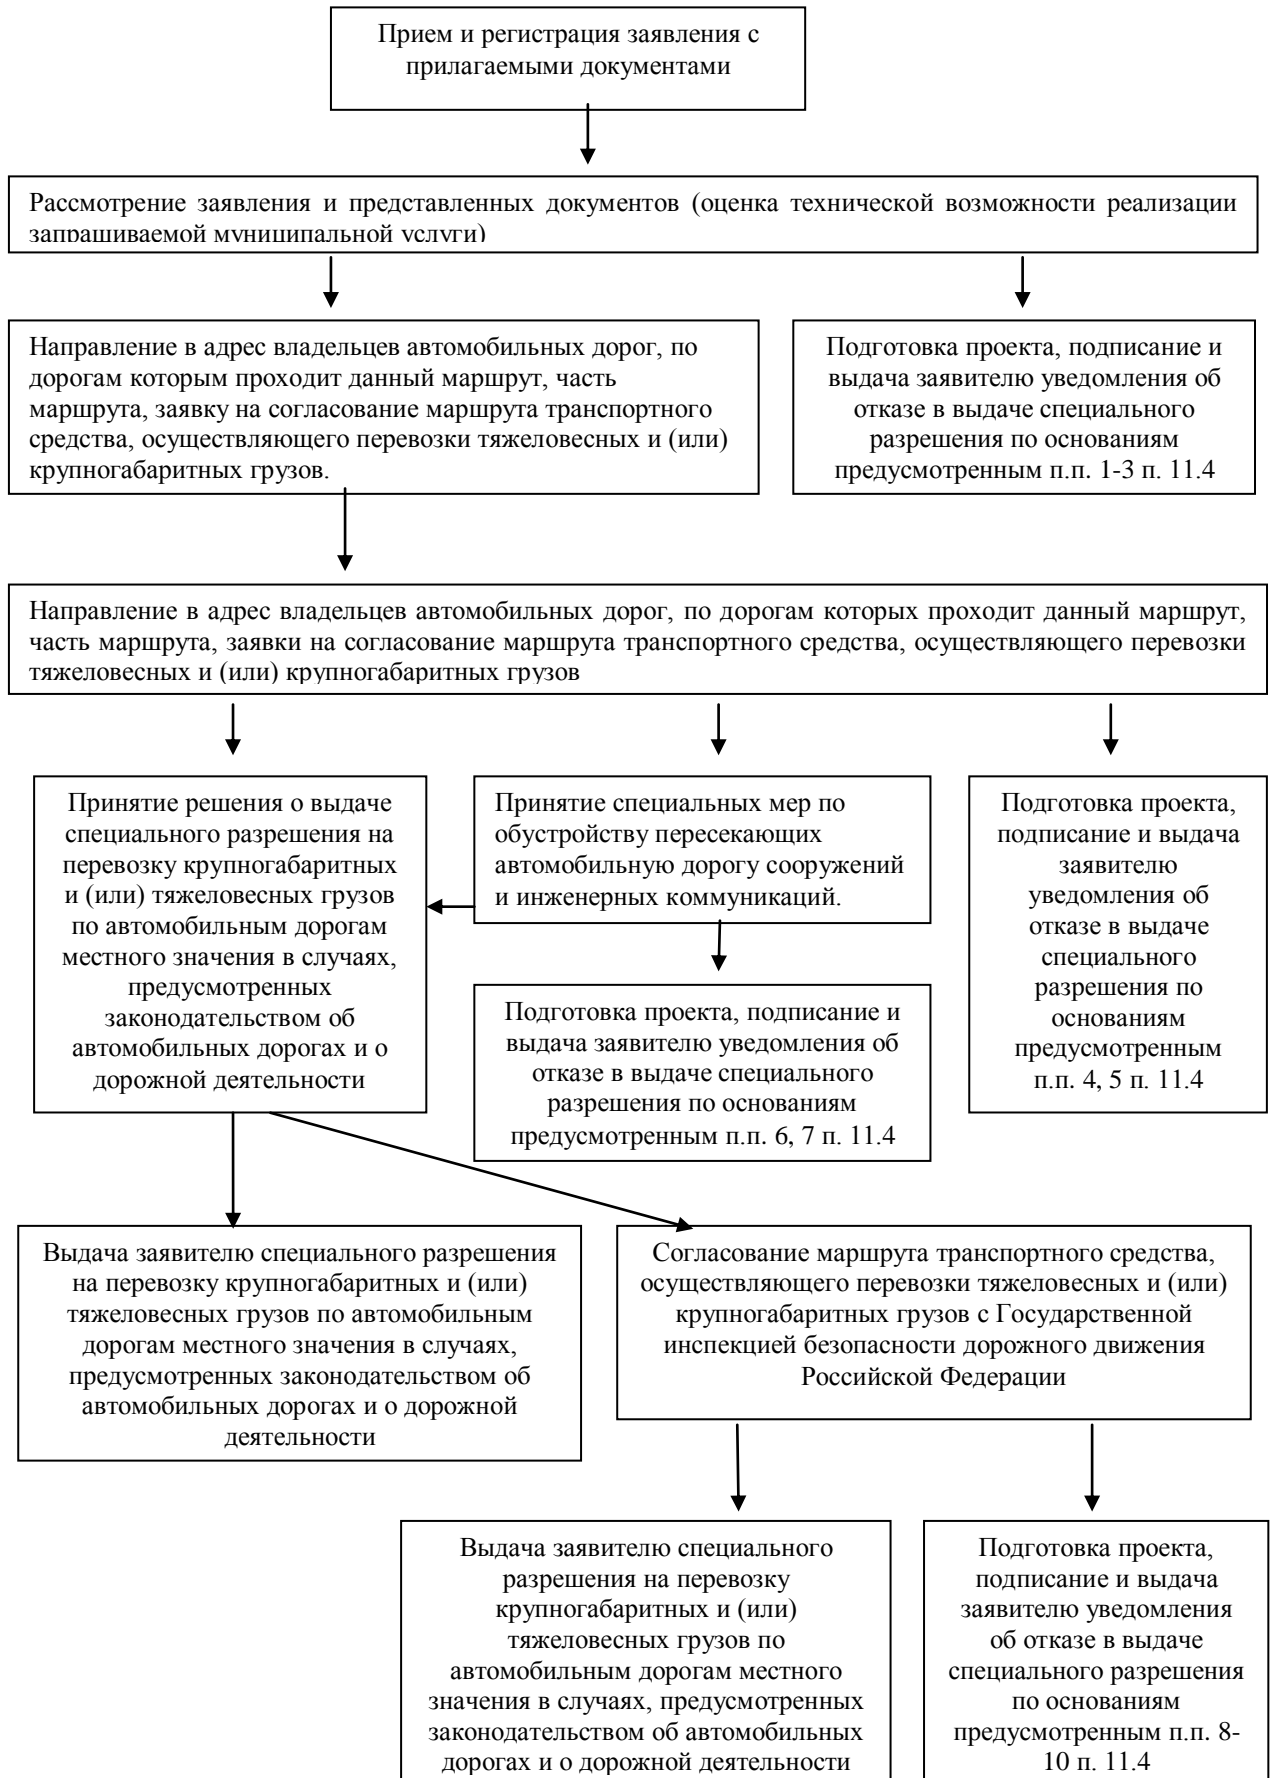 Прием и регистрация заявления с
прилагаемыми документами
Рассмотрение заявления и представленных документов (оценка технической возможности реализации
запрашиваемой муниципальной услуги)
Направление в адрес владельцев автомобильных дорог, по
дорогам которым проходит данный маршрут, часть
маршрута, заявку на согласование маршрута транспортного
средства, осуществляющего перевозки тяжеловесных и (или)
крупногабаритных грузов.
Подготовка проекта, подписание и
выдача заявителю уведомления об
отказе в выдаче специального
разрешения по основаниям
предусмотренным п.п. 1-3 п. 11.4
Направление в адрес владельцев автомобильных дорог, по дорогам которых проходит данный маршрут,
часть маршрута, заявки на согласование маршрута транспортного средства, осуществляющего перевозки
тяжеловесных и (или) крупногабаритных грузов
Принятие решения о выдаче
специального разрешения на
перевозку крупногабаритных
и (или) тяжеловесных грузов
по автомобильным дорогам
местного значения в случаях,
предусмотренных
законодательством об
автомобильных дорогах и о
дорожной деятельности
Принятие специальных мер по
обустройству пересекающих
автомобильную дорогу сооружений
и инженерных коммуникаций.
Подготовка проекта,
подписание и выдача
заявителю
уведомления об
отказе в выдаче
специального
разрешения по
основаниям
предусмотренным
п.п. 4, 5 п. 11.4
Подготовка проекта, подписание и
выдача заявителю уведомления об
отказе в выдаче специального
разрешения по основаниям
предусмотренным п.п. 6, 7 п. 11.4
Выдача заявителю специального разрешения
на перевозку крупногабаритных и (или)
тяжеловесных грузов по автомобильным
дорогам местного значения в случаях,
предусмотренных законодательством об
автомобильных дорогах и о дорожной
деятельности
Согласование маршрута транспортного средства,
осуществляющего перевозки тяжеловесных и (или)
крупногабаритных грузов с Государственной
инспекцией безопасности дорожного движения
Российской Федерации
Выдача заявителю специального
разрешения на перевозку
крупногабаритных и (или)
тяжеловесных грузов по
автомобильным дорогам местного
значения в случаях, предусмотренных
законодательством об автомобильных
дорогах и о дорожной деятельности
Подготовка проекта,
подписание и выдача
заявителю уведомления
об отказе в выдаче
специального разрешения
по основаниям
предусмотренным п.п. 8-
10 п. 11.4